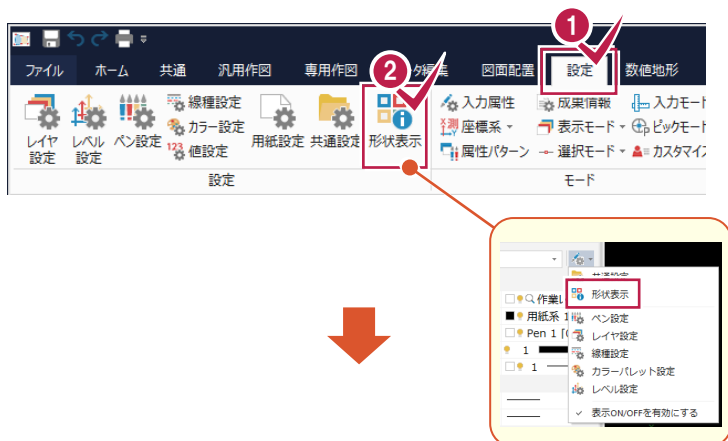 1
ファイル ホーム 共通 汎用作図 専用作図 2 編集 図面配置 設定 数値地形
レイヤ設定 レベル設定 ペン設定 線種設定 カラー設定 123 値設定 用紙設定 共通設定 形状表示 入力属性 測 座標系 属性パターン 成果情報 表示モード 選択モード 入力モード ピックモード カスタマイズ
設定 モード
形状表示
作業
用紙系 1 ペン設定
Pen 1 レイヤ設定
1 線種設定
1 カラーパレット設定
レベル設定
表示ON/OFFを有効にする